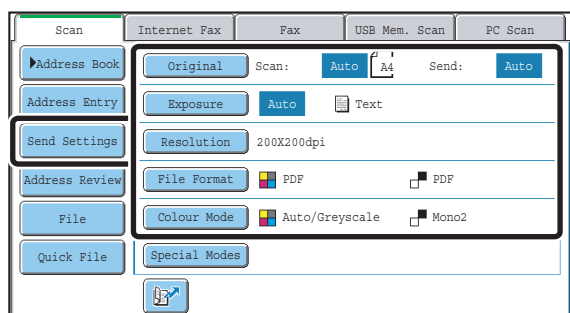 Scan Internet Fax Fax USB Mem. Scan PC Scan
Address Book Original Scan: Auto A4 Send: Auto
Address Entry Exposure Auto Text
Send Settings Resolution 200X200dpi
Address Review File Format PDF PDF
File Colour Mode Auto/Greyscale Mono2
Quick File Special Modes